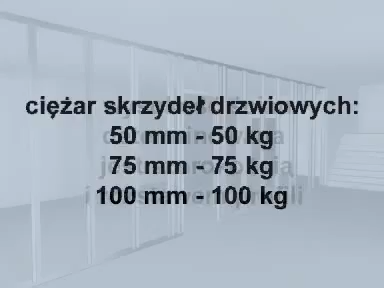 ciężar skrzydeł drzwiowych:
50 mm - 50 kg
75 mm - 75 kg
100 mm - 100 kg